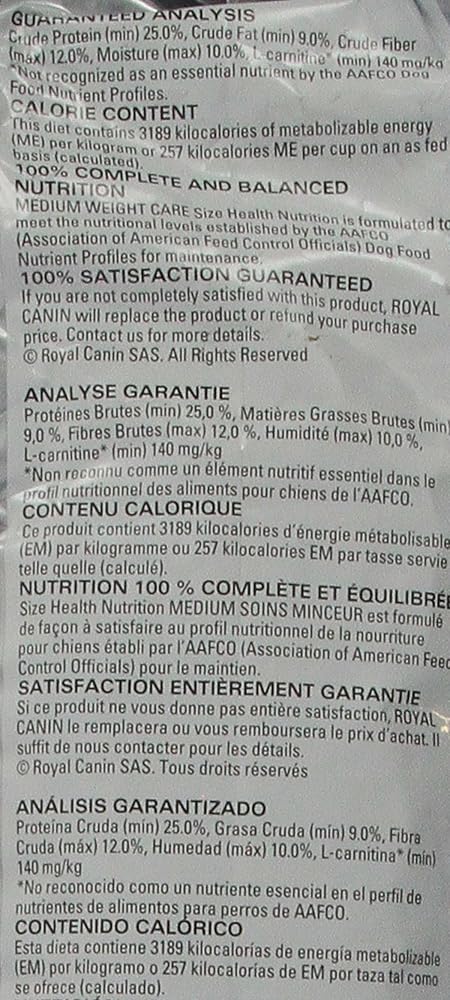 GUARANTEED ANALYSIS
Crude Protein (min) 25.0%, Crude Fat (min) 9.0%, Crude Fiber
(max) 12.0%, Moisture (max) 10.0%, L-carnitine* (min) 140 mg/kg
*Not recognized as an essential nutrient by the AAFCO Dog
Food Nutrient Profiles.
CALORIE CONTENT
This diet contains 3189 kilocalories of metabolizable energy
(ME) per kilogram or 257 kilocalories ME per cup on an as fed
basis (calculated).
100% COMPLETE AND BALANCED
NUTRITION
MEDIUM WEIGHT CARE Size Health Nutrition is formulated to
meet the nutritional levels established by the AAFCO
(Association of American Feed Control Officials) Dog Food
Nutrient Profiles for maintenance.
100% SATISFACTION GUARANTEED
If you are not completely satisfied with this product, ROYAL
CANIN will replace the product or refund your purchase
price. Contact us for more details.
© Royal Canin SAS. All Rights Reserved
ANALYSE GARANTIE
Protéines Brutes (min) 25,0 %, Matières Grasses Brutes (min)
9,0 %, Fibres Brutes (max) 12,0 %, Humidité (max) 10,0 %,
L-carnitine* (min) 140 mg/kg
*Non reconnu comme un élément nutritif essentiel dans le
profil nutritionnel des aliments pour chiens de l'AAFCO.
CONTENU CALORIQUE
Ce produit contient 3189 kilocalories d'énergie métabolisable
(EM) par kilogramme ou 257 kilocalories EM par tasse servie
telle quelle (calculé).
NUTRITION 100 % COMPLÈTE ET ÉQUILIBRÉE
Size Health Nutrition MEDIUM SOINS MINCEUR est formulé
de façon à satisfaire au profil nutritionnel de la nourriture
pour chiens établi par l'AAFCO (Association of American Feed
Control Officials) pour le maintien.
SATISFACTION ENTIÈREMENT GARANTIE
Si ce produit ne vous donne pas entière satisfaction, ROYAL
CANIN le remplacera ou vous remboursera le prix d'achat. Il
suffit de nous contacter pour les détails.
© Royal Canin SAS. Tous droits réservés
ANÁLISIS GARANTIZADO
Proteína Cruda (mín) 25.0%, Grasa Cruda (mín) 9.0%, Fibra
Cruda (máx) 12.0%, Humedad (máx) 10.0%, L-carnitina* (mín)
140 mg/kg
*No reconocido como un nutriente esencial en el perfil de
nutrientes de alimentos para perros de AAFCO.
CONTENIDO CALÓRICO
Esta dieta contiene 3189 kilocalorías de energía metabolizable
(EM) por kilogramo o 257 kilocalorías de EM por taza tal como
se ofrece (calculado).